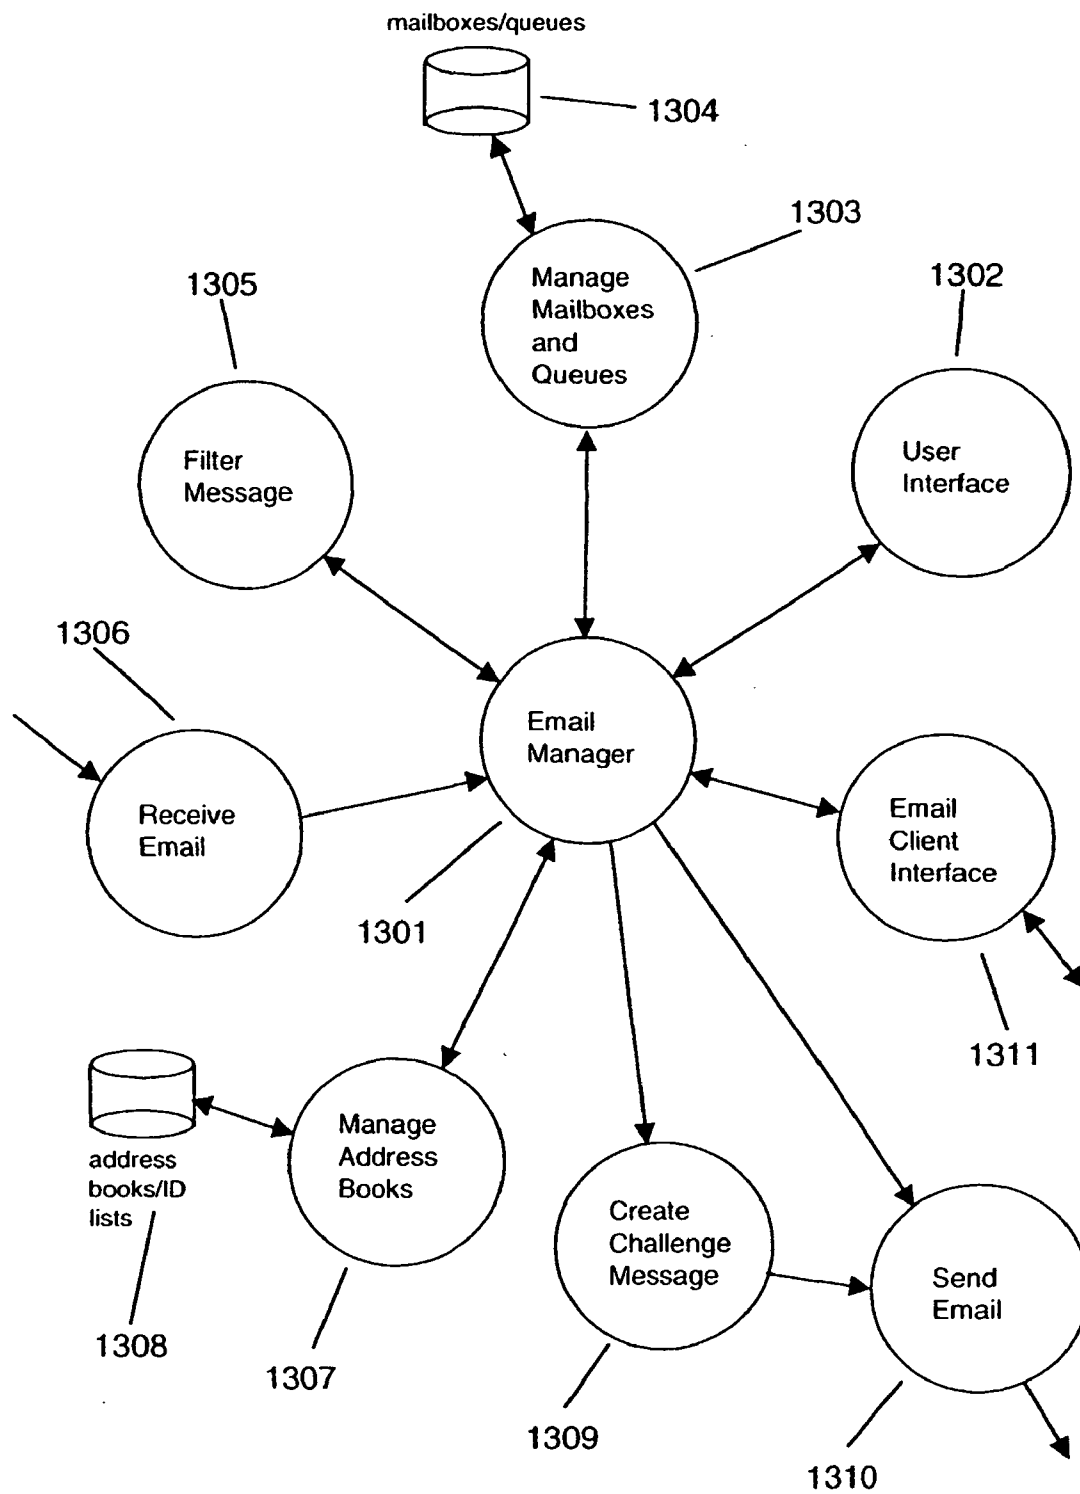 mailboxes/queues
1304
1303
Manage
Mailboxes
and
Queues
1305
1302
Filter
Message
User
Interface
1306
Email
Manager
Receive
Email
Email
Client
Interface
1301
1311
Manage
Address
Books
address
books/ID
lists
Create
Challenge
Message
Send
Email
1308
1307
1309
1310